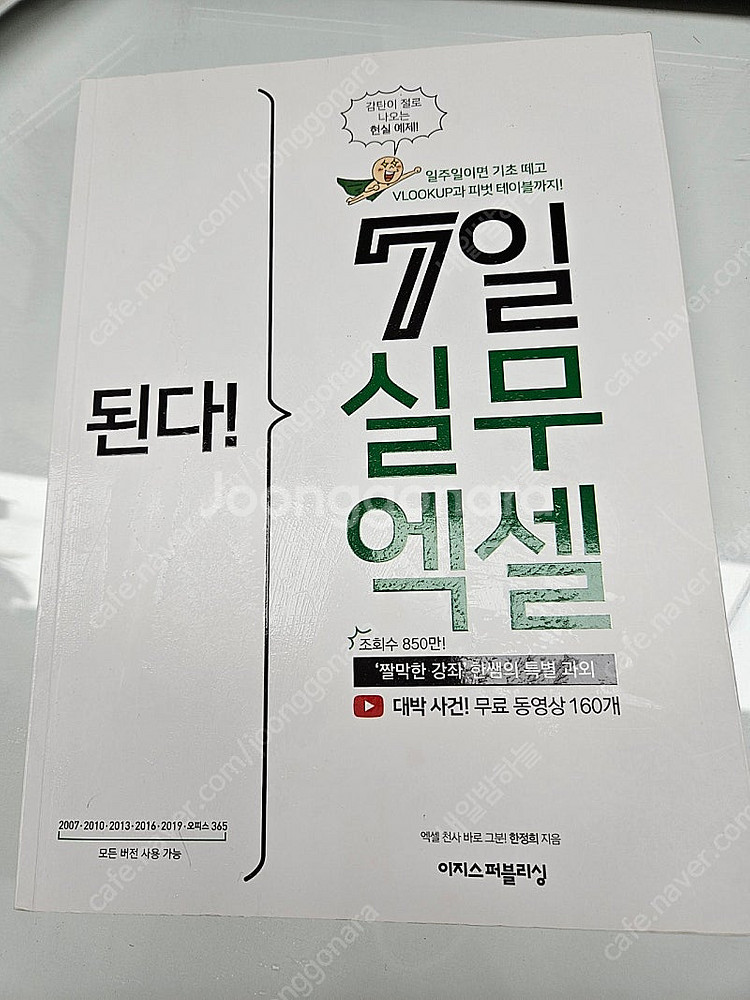 감탄이 절로
나오는
현실 예제!
일주일이면 기초 떼고
VLOOKUP과 피벗 테이블까지!
된다!
7일
실무
엑셀
조회수 850만!
'짤막한 강좌' 한쌤의 특별 과외
대박 사건! 무료 동영상 160개
2007·2010·2013·2016·2019·오피스 365
모든 버전 사용 가능
엑셀 천사 바로 그분! 한정희 지음
이지스퍼블리싱
Joonggonara
cafe.naver.com/joonggonara